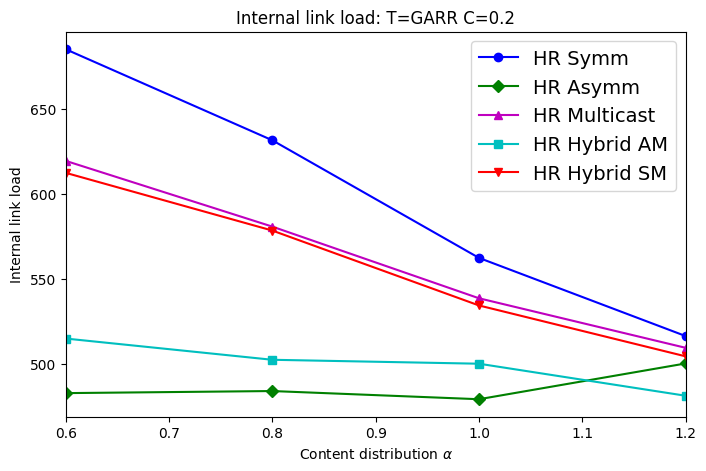 Internal link load: T=GARR C=0.2
HR Symm
HR Asymm
HR Multicast
HR Hybrid AM
HR Hybrid SM
Internal link load
650
600
550
500
0.6
0.7
0.8
0.9
1.0
1.1
1.2
Content distribution α